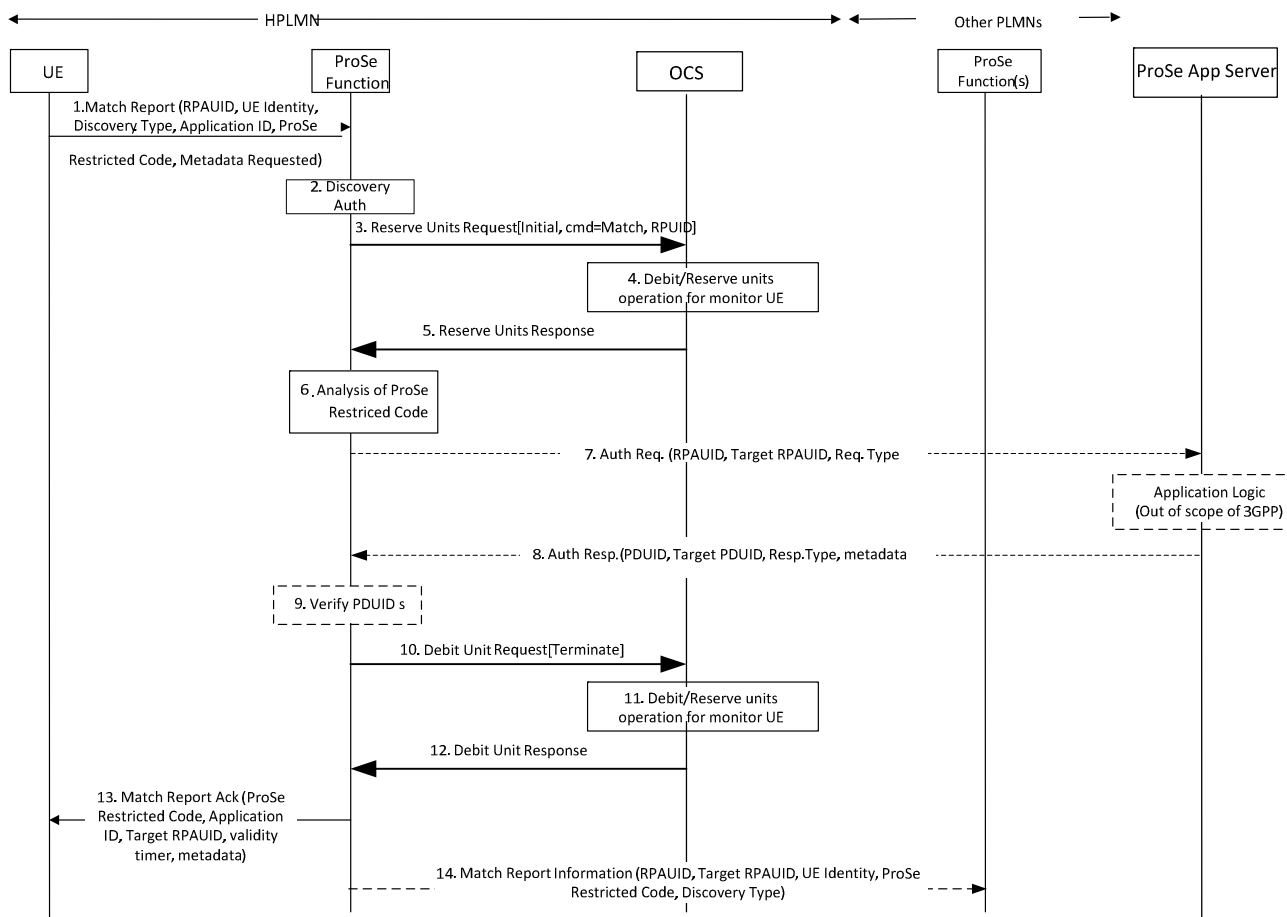 HPLMN
Other PLMNs
UE
ProSe
Function
OCS
ProSe
Function(s)
ProSe App Server
1.Match Report (RPAUID, UE Identity,
Discovery Type, Application ID, ProSe
Restricted Code, Metadata Requested)
2. Discovery
Auth
3. Reserve Units Request[Initial, cmd=Match, RPUID]
4. Debit/Reserve units
operation for monitor UE
5. Reserve Units Response
6. Analysis of ProSe
Restriced Code
7. Auth Req. (RPAUID, Target RPAUID, Req. Type
Application Logic
(Out of scope of 3GPP)
8. Auth Resp.(PDUID, Target PDUID, Resp.Type, metadata
9. Verify PDUID s
10. Debit Unit Request[Terminate]
11. Debit/Reserve units
operation for monitor UE
12. Debit Unit Response
13. Match Report Ack (ProSe
Restricted Code, Application
ID, Target RPAUID, validity
timer, metadata)
14. Match Report Information (RPAUID, Target RPAUID, UE Identity, ProSe
Restricted Code, Discovery Type)